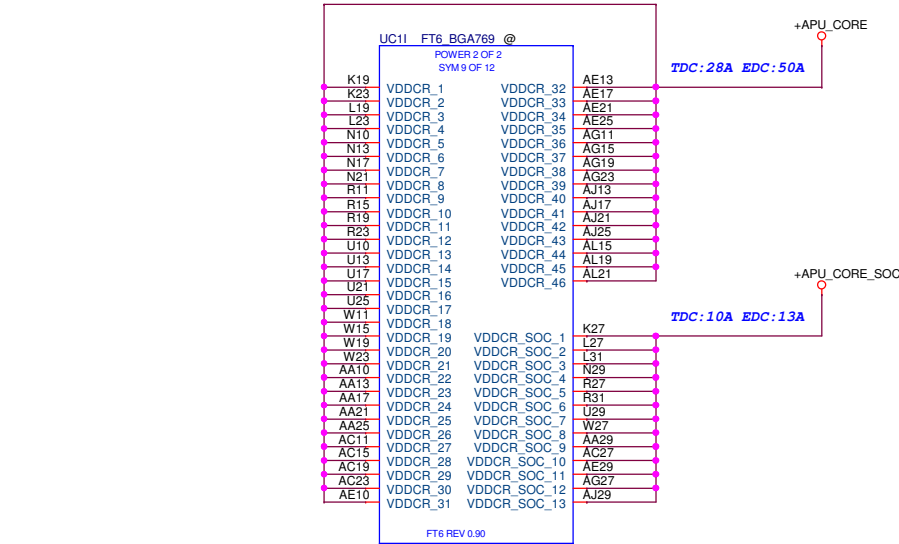 +APU_CORE
UC1I FT6_BGA769 @
POWER 2 OF 2
SYM 9 OF 12
TDC:28A EDC:50A
K19 VDDCR_1 VDDCR_32 AE13
K23 VDDCR_2 VDDCR_33 AE17
L19 VDDCR_3 VDDCR_34 AE21
L23 VDDCR_4 VDDCR_35 AE25
N10 VDDCR_5 VDDCR_36 AG11
N13 VDDCR_6 VDDCR_37 AG15
N17 VDDCR_7 VDDCR_38 AG19
N21 VDDCR_8 VDDCR_39 AG23
R11 VDDCR_9 VDDCR_40 AJ13
R15 VDDCR_10 VDDCR_41 AJ17
R19 VDDCR_11 VDDCR_42 AJ21
R23 VDDCR_12 VDDCR_43 AJ25
U10 VDDCR_13 VDDCR_44 AL15
U13 VDDCR_14 VDDCR_45 AL19
U17 VDDCR_15 VDDCR_46 AL21
+APU_CORE_SOC
U21 VDDCR_16
U25 VDDCR_17
TDC:10A EDC:13A
W11 VDDCR_18
W15 VDDCR_19 VDDCR_SOC_1 K27
W19 VDDCR_20 VDDCR_SOC_2 L27
W23 VDDCR_21 VDDCR_SOC_3 L31
AA10 VDDCR_22 VDDCR_SOC_4 N29
AA13 VDDCR_23 VDDCR_SOC_5 R27
AA17 VDDCR_24 VDDCR_SOC_6 R31
AA21 VDDCR_25 VDDCR_SOC_7 U29
AA25 VDDCR_26 VDDCR_SOC_8 W27
AC11 VDDCR_27 VDDCR_SOC_9 AA29
AC15 VDDCR_28 VDDCR_SOC_10 AC27
AC19 VDDCR_29 VDDCR_SOC_11 AE29
AC23 VDDCR_30 VDDCR_SOC_12 AG27
AE10 VDDCR_31 VDDCR_SOC_13 AJ29
FT6 REV 0.90